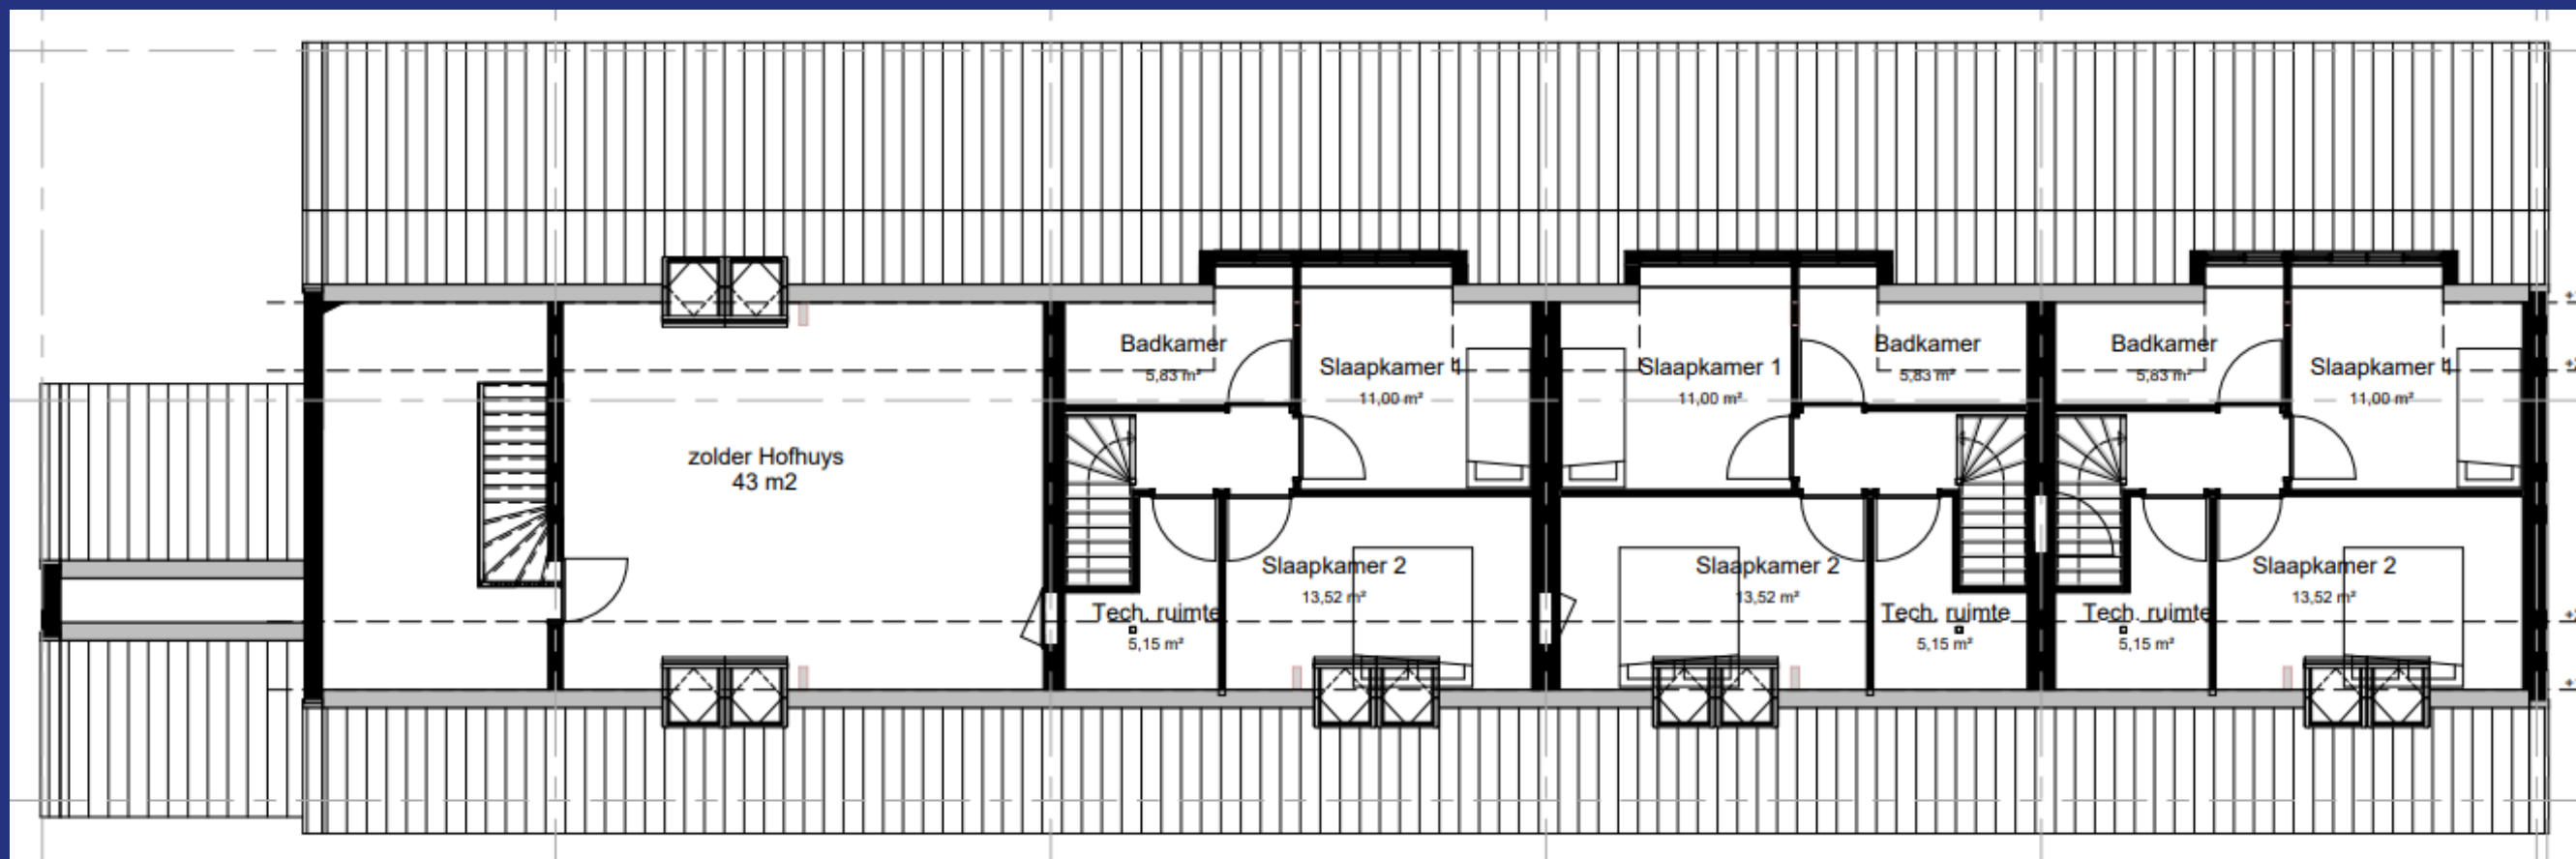 zolder Hofhuys
43 m2
Badkamer
5,83 m²
Slaapkamer 1
11,00 m²
Slaapkamer 2
13,52 m²
Tech. ruimte
5,15 m²
Slaapkamer 1
11,00 m²
Badkamer
5,83 m²
Slaapkamer 2
13,52 m²
Tech. ruimte
5,15 m²
Badkamer
5,83 m²
Slaapkamer 1
11,00 m²
Tech. ruimte
5,15 m²
Slaapkamer 2
13,52 m²